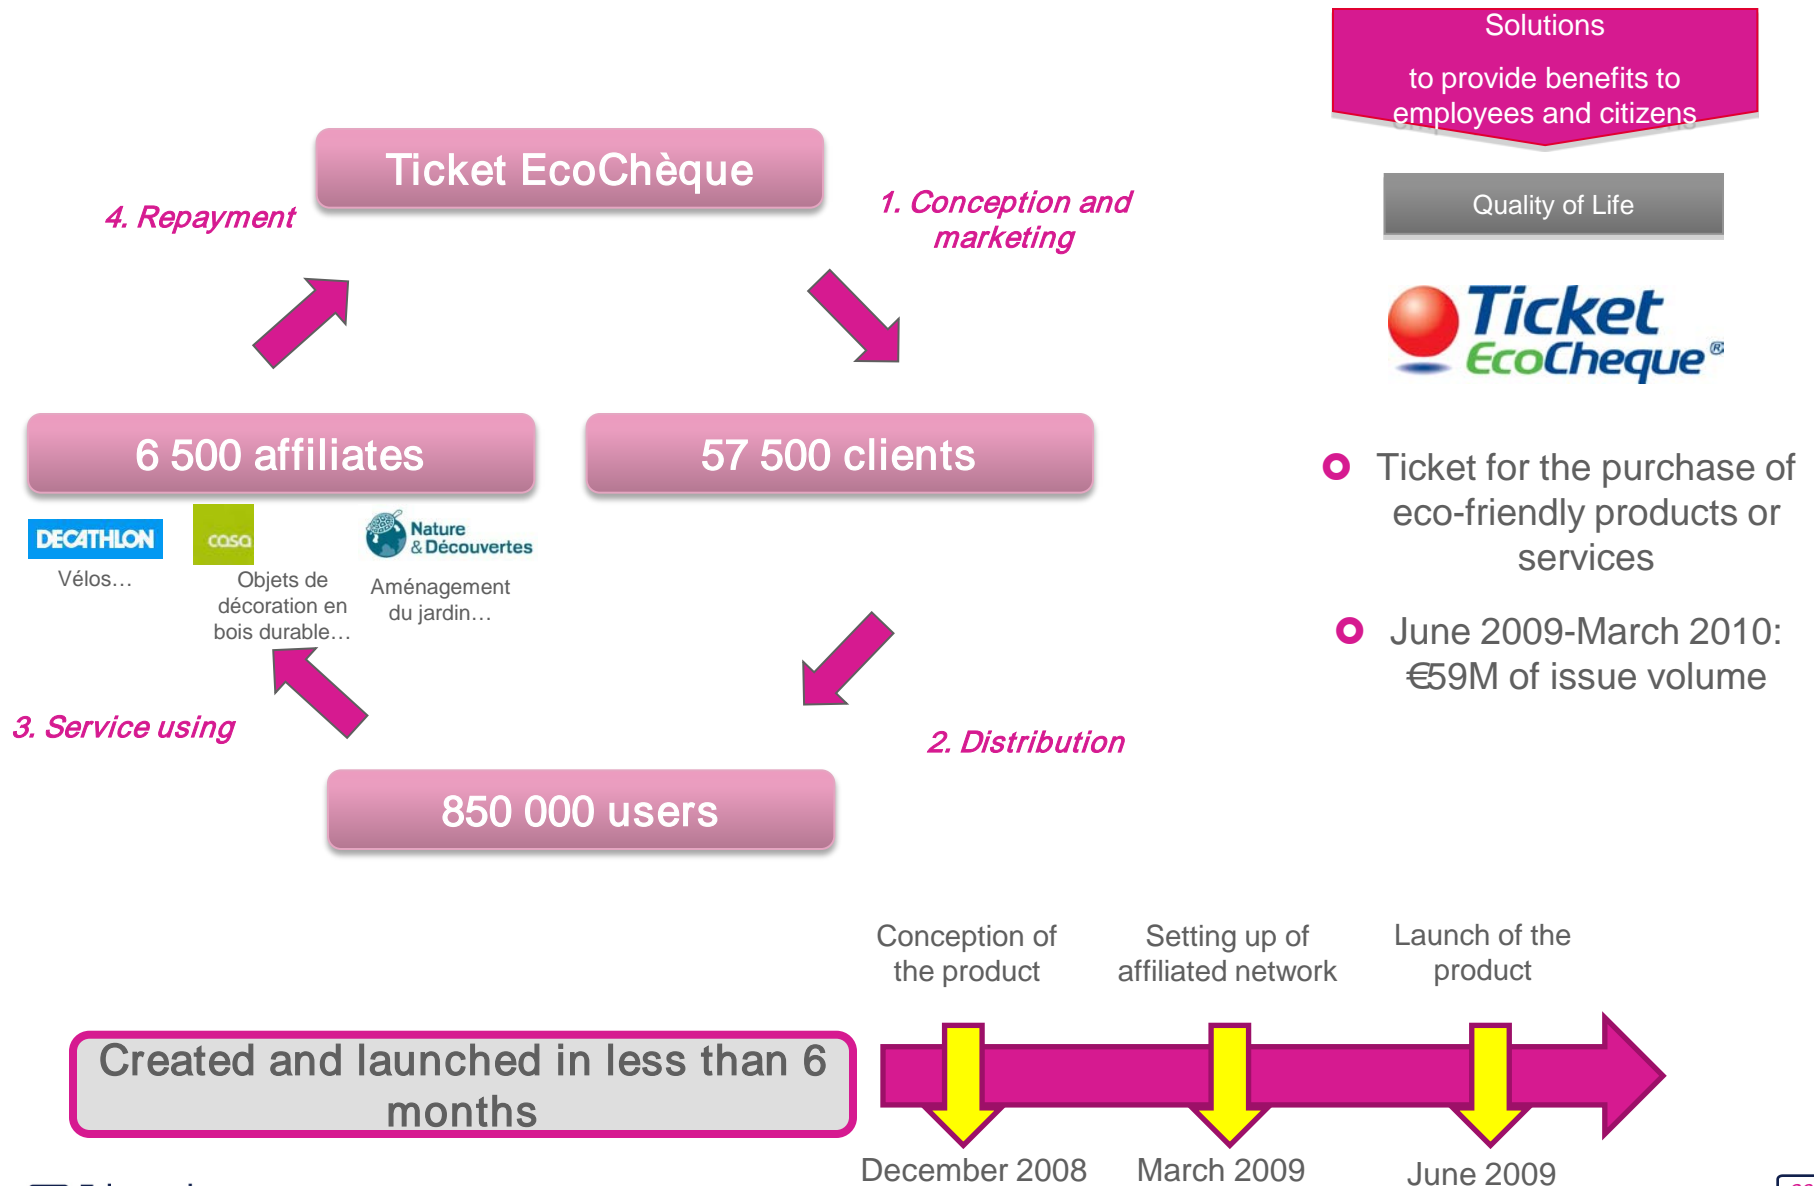 Solutions
to provide benefits to
employees and citizens
Quality of Life
Ticket
EcoCheque®
Ticket EcoChèque
4. Repayment
1. Conception and
marketing
6 500 affiliates
57 500 clients
DECATHLON
Vélos...
casa
Objets de
décoration en
bois durable...
Nature
& Découvertes
Aménagement
du jardin...
3. Service using
2. Distribution
850 000 users
Ticket for the purchase of
eco-friendly products or
services
June 2009-March 2010:
€59M of issue volume
Created and launched in less than 6
months
Conception of
the product
Setting up of
affiliated network
Launch of the
product
December 2008
March 2009
June 2009